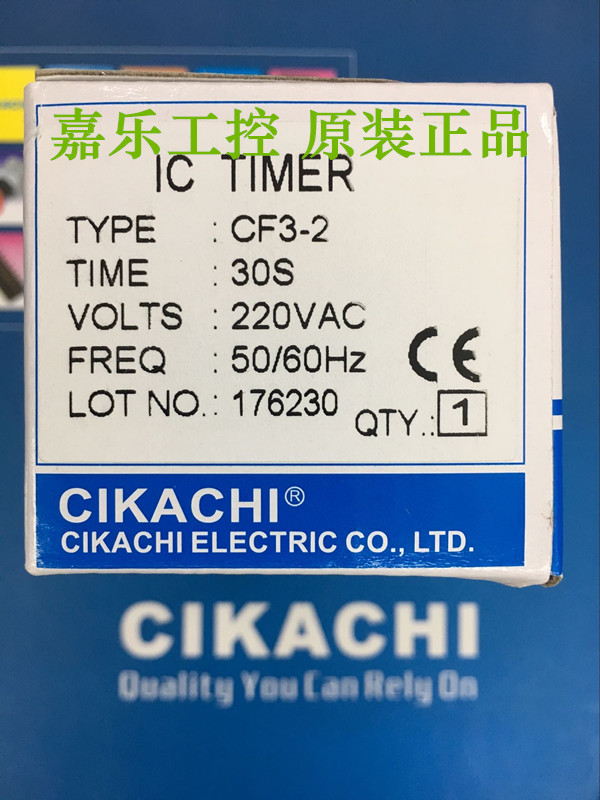 嘉乐工控 原装正品
IC TIMER
TYPE : CF3-2
TIME : 30S
VOLTS : 220VAC
FREQ : 50/60Hz
LOT NO.: 176230
CE
QTY.: 1
CIKACHI®
CIKACHI ELECTRIC CO., LTD.
CIKACHI
Quality You Can Rely On